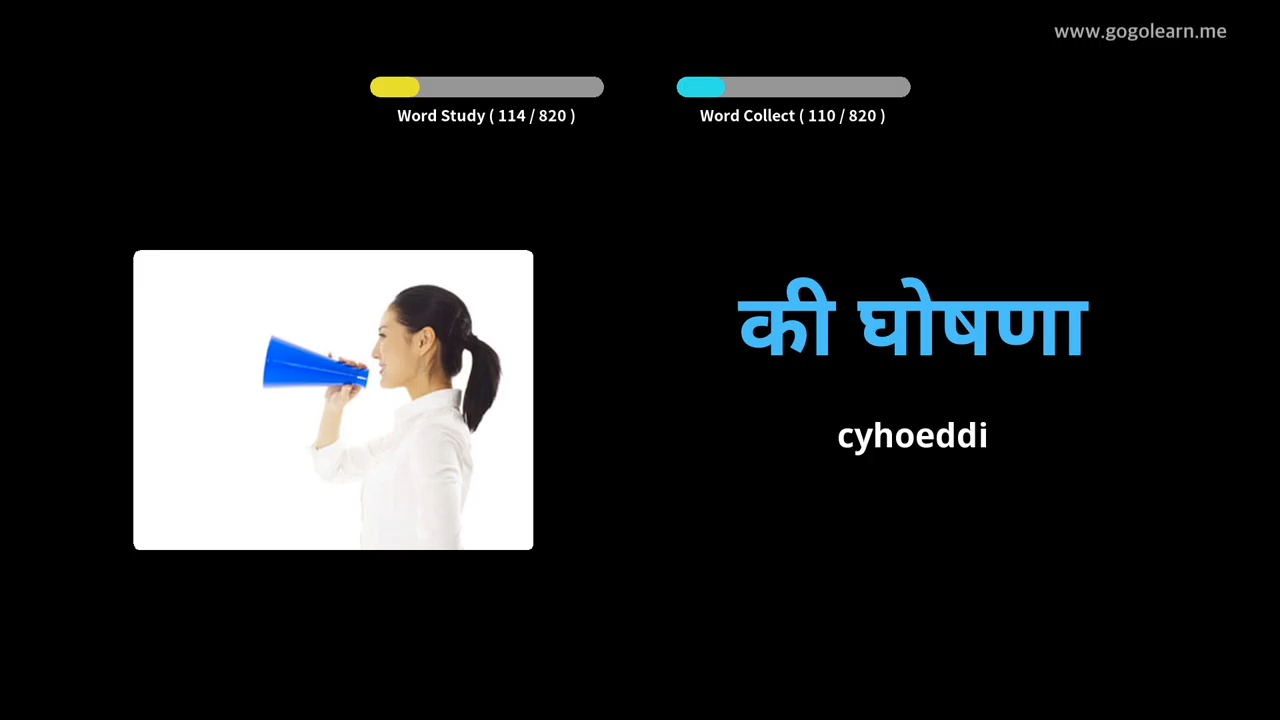 www.gogolearn.me
Word Study ( 114 / 820 )
Word Collect ( 110 / 820 )
की घोषणा
cyhoeddi